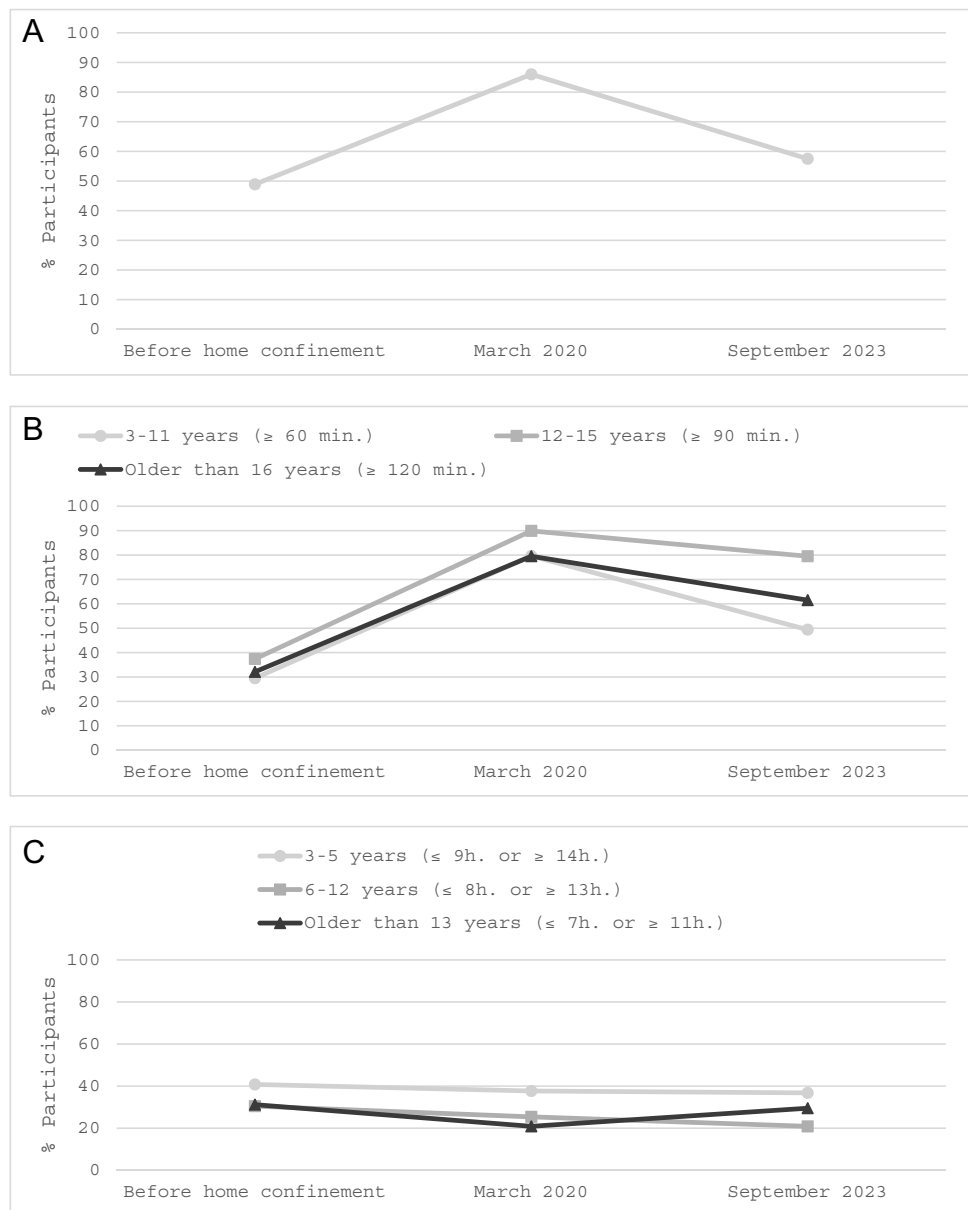 A
100
90
80
70
60
50
40
30
20
10
0
% Participants
Before home confinement March 2020 September 2023
B
3-11 years (≥ 60 min.) 12-15 years (≥ 90 min.)
Older than 16 years (≥ 120 min.)
100
90
80
70
60
50
40
30
20
10
0
% Participants
Before home confinement March 2020 September 2023
C
3-5 years (≤ 9h. or ≥ 14h.)
6-12 years (≤ 8h. or ≥ 13h.)
Older than 13 years (≤ 7h. or ≥ 11h.)
100
80
60
40
20
0
% Participants
Before home confinement March 2020 September 2023